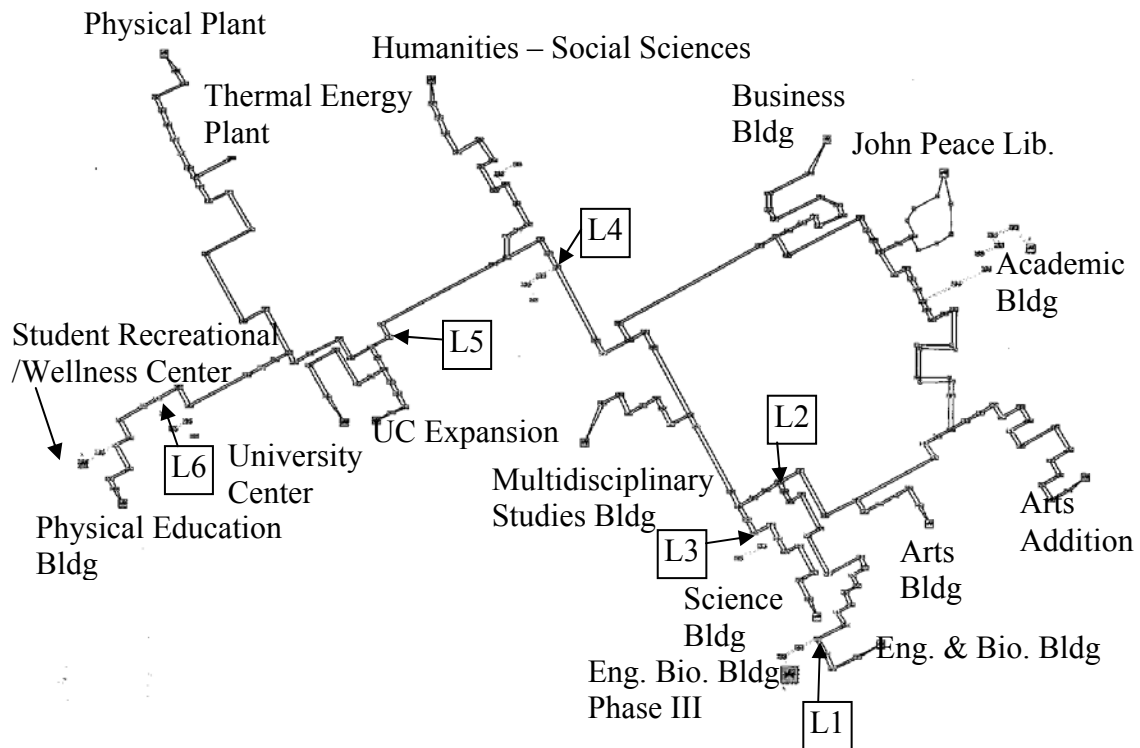 Physical Plant
Humanities – Social Sciences
Thermal Energy
Plant
Business
Bldg
John Peace Lib.
L4
Academic
Bldg
Student Recreational
/Wellness Center
L5
UC Expansion
L2
L6
University
Center
Multidisciplinary
Studies Bldg
Physical Education
Bldg
L3
Arts
Addition
Arts
Bldg
Science
Bldg
Eng. & Bio. Bldg
Eng. Bio. Bldg
Phase III
L1